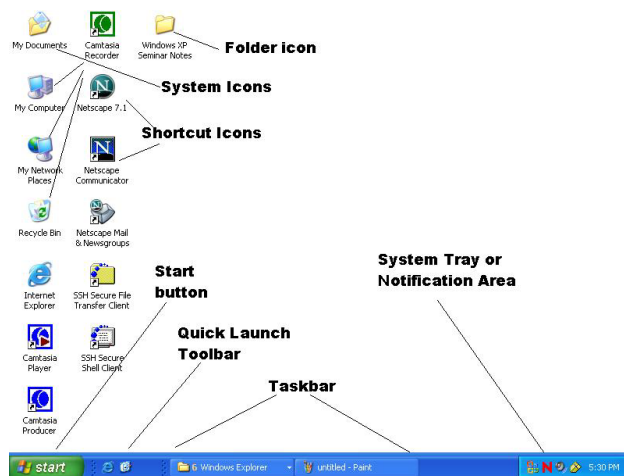 My Documents
Camtasia
Recorder
Windows XP
Seminar Notes
Folder icon
System Icons
My Computer
Netscape 7.1
Shortcut Icons
My Network
Places
Netscape
Communicator
Recycle Bin
Netscape Mail
& Newsgroups
Internet
Explorer
SSH Secure File
Transfer Client
Start
button
System Tray or
Notification Area
Camtasia
Player
SSH Secure
Shell Client
Quick Launch
Toolbar
Taskbar
Camtasia
Producer
start
6 Windows Explorer
untitled - Paint
5:30 PM